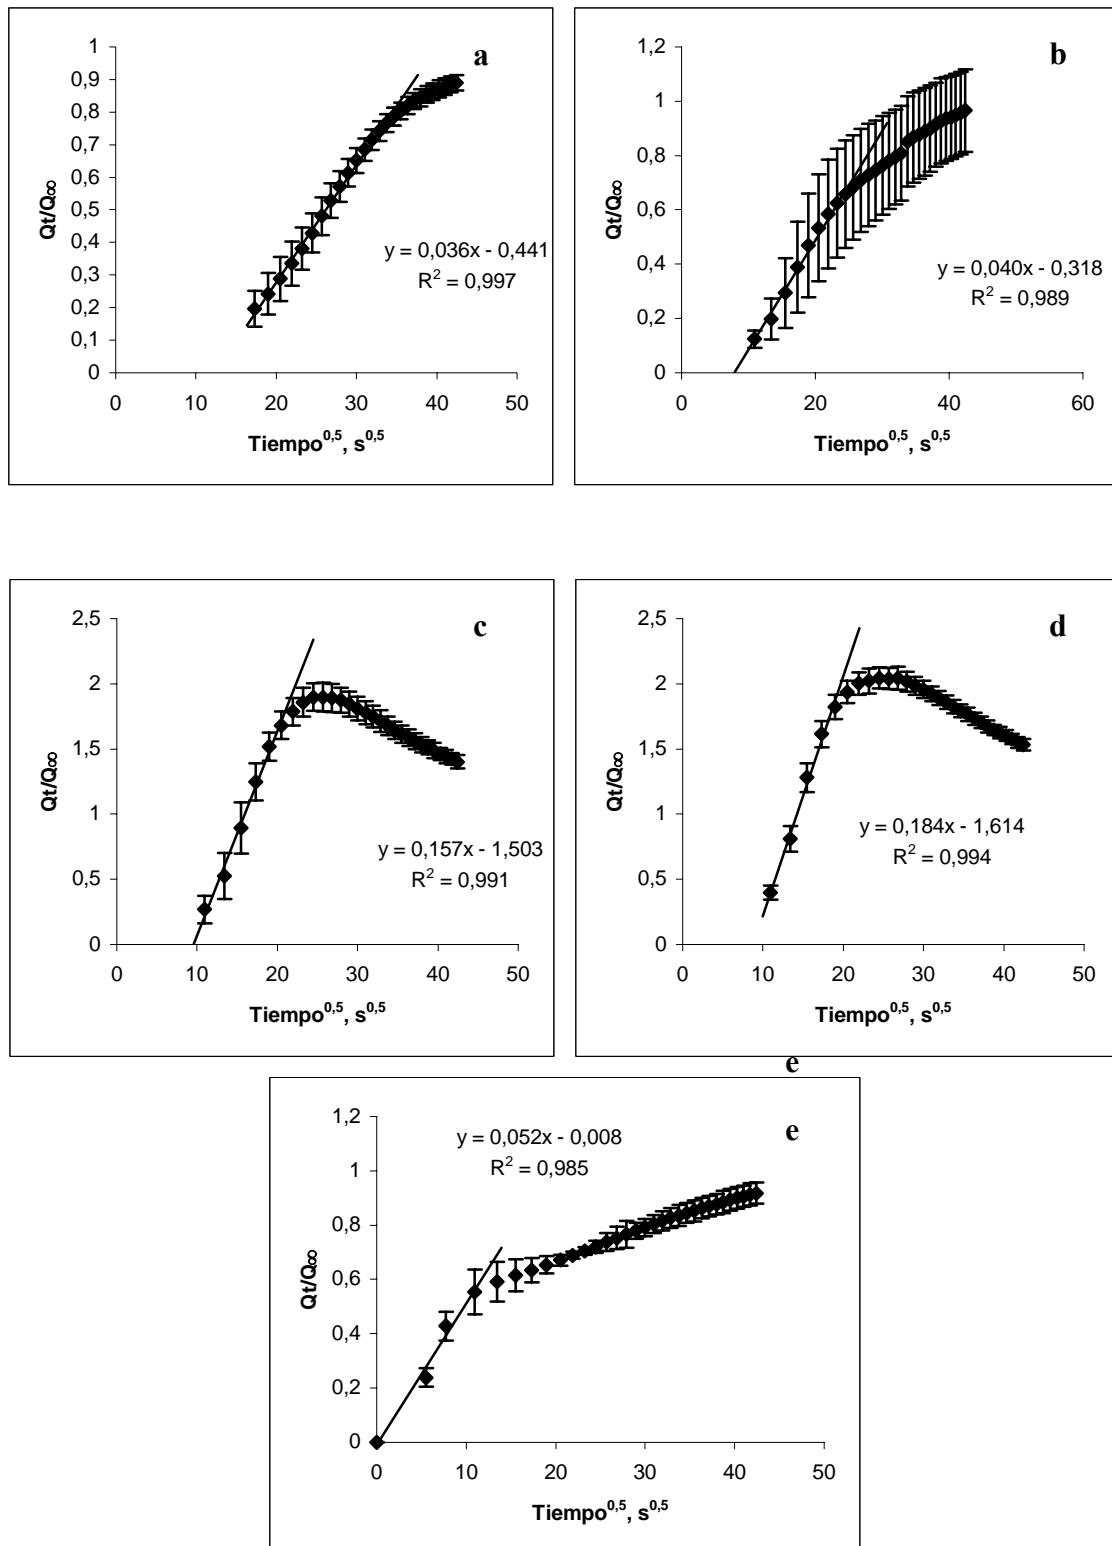 a
1
0,9
0,8
0,7
0,6
0,5
0,4
0,3
0,2
0,1
0
Qt/Q∞
y = 0,036x - 0,441
R² = 0,997
0 10 20 30 40 50
Tiempo^0,5, s^0,5
b
1,2
1
0,8
0,6
0,4
0,2
0
Qt/Q∞
y = 0,040x - 0,318
R² = 0,989
0 20 40 60
Tiempo^0,5, s^0,5
c
2,5
2
1,5
1
0,5
0
Qt/Q∞
y = 0,157x - 1,503
R² = 0,991
0 10 20 30 40 50
Tiempo^0,5, s^0,5
d
2,5
2
1,5
1
0,5
0
Qt/Q∞
y = 0,184x - 1,614
R² = 0,994
0 10 20 30 40 50
Tiempo^0,5, s^0,5
e
e
1,2
1
0,8
0,6
0,4
0,2
0
Qt/Q∞
y = 0,052x - 0,008
R² = 0,985
0 10 20 30 40 50
Tiempo^0,5, s^0,5